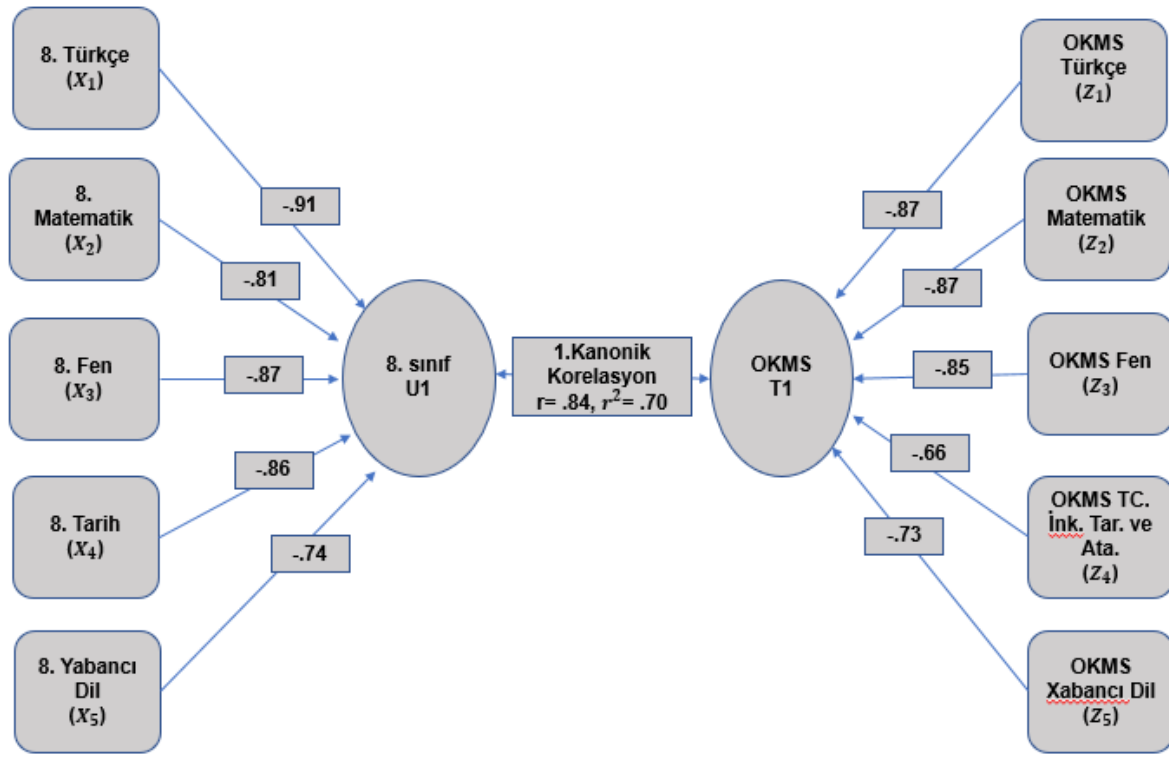 8. Türkçe
(X₁)
8.
Matematik
(X₂)
8. Fen
(X₃)
8. Tarih
(X₄)
8. Yabancı
Dil
(X₅)
-.91
-.81
-.87
-.86
-.74
8. sınıf
U1
1.Kanonik
Korelasyon
r= .84, r²= .70
OKMS
T1
-.87
-.87
-.85
-.66
-.73
OKMS
Türkçe
(Z₁)
OKMS
Matematik
(Z₂)
OKMS Fen
(Z₃)
OKMS TC.
İnk. Tar. ve
Ata.
(Z₄)
OKMS
Xabancı Dil
(Z₅)